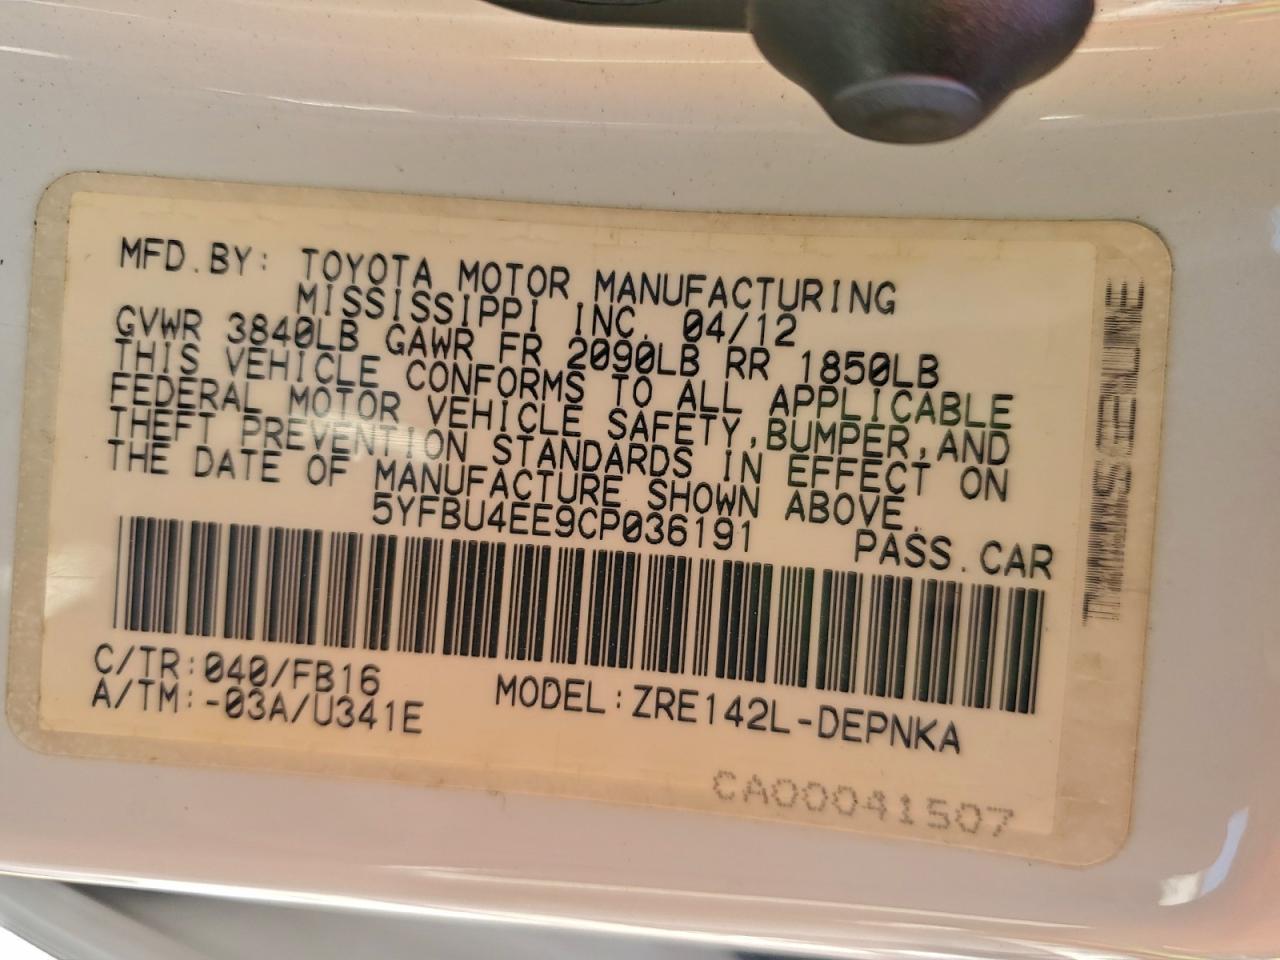 MFD.BY: TOYOTA MOTOR MANUFACTURING
MISSISSIPPI INC. 04/12
GVWR 3840LB GAWR FR 2090LB RR 1850LB
THIS VEHICLE CONFORMS TO ALL APPLICABLE
FEDERAL MOTOR VEHICLE SAFETY,BUMPER,AND
THEFT PREVENTION STANDARDS IN EFFECT ON
THE DATE OF MANUFACTURE SHOWN ABOVE.
5YFBU4EE9CP036191 PASS.CAR
C/TR:040/FB16
A/TM:-03A/U341E MODEL:ZRE142L-DEPNKA
CA00041507